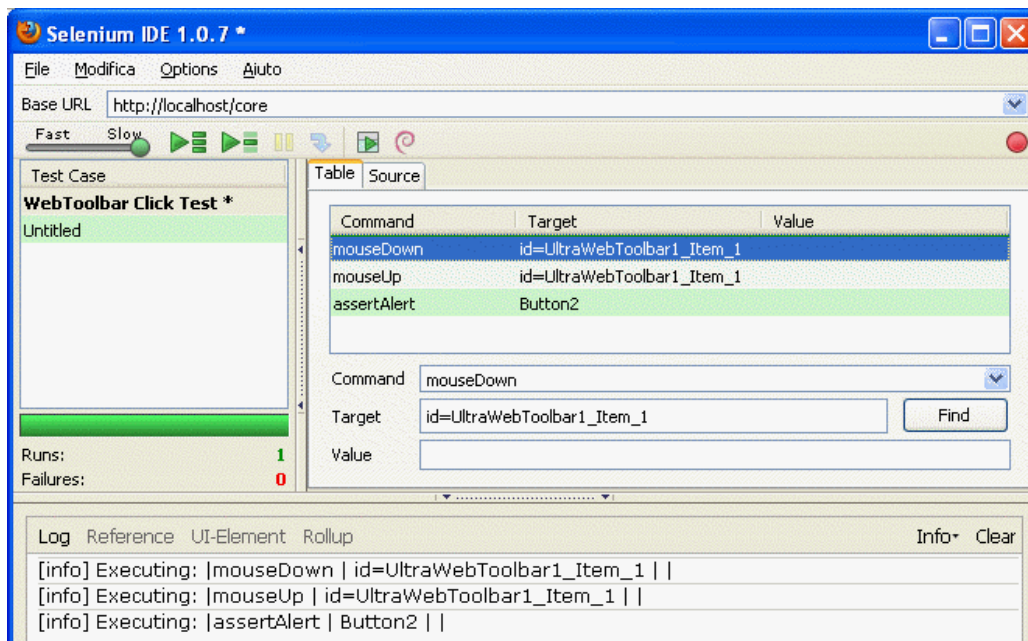 Selenium IDE 1.0.7 *
File Modifica Options Aiuto
Base URL http://localhost/core
Fast Slow
Test Case
WebToolbar Click Test *
Untitled
Runs: 1
Failures: 0
Table Source
Command Target Value
mouseDown id=UltraWebToolbar1_Item_1
mouseUp id=UltraWebToolbar1_Item_1
assertAlert Button2
Command mouseDown
Target id=UltraWebToolbar1_Item_1 Find
Value
Log Reference UI-Element Rollup Info Clear
[info] Executing: |mouseDown | id=UltraWebToolbar1_Item_1 | |
[info] Executing: |mouseUp | id=UltraWebToolbar1_Item_1 | |
[info] Executing: |assertAlert | Button2 | |